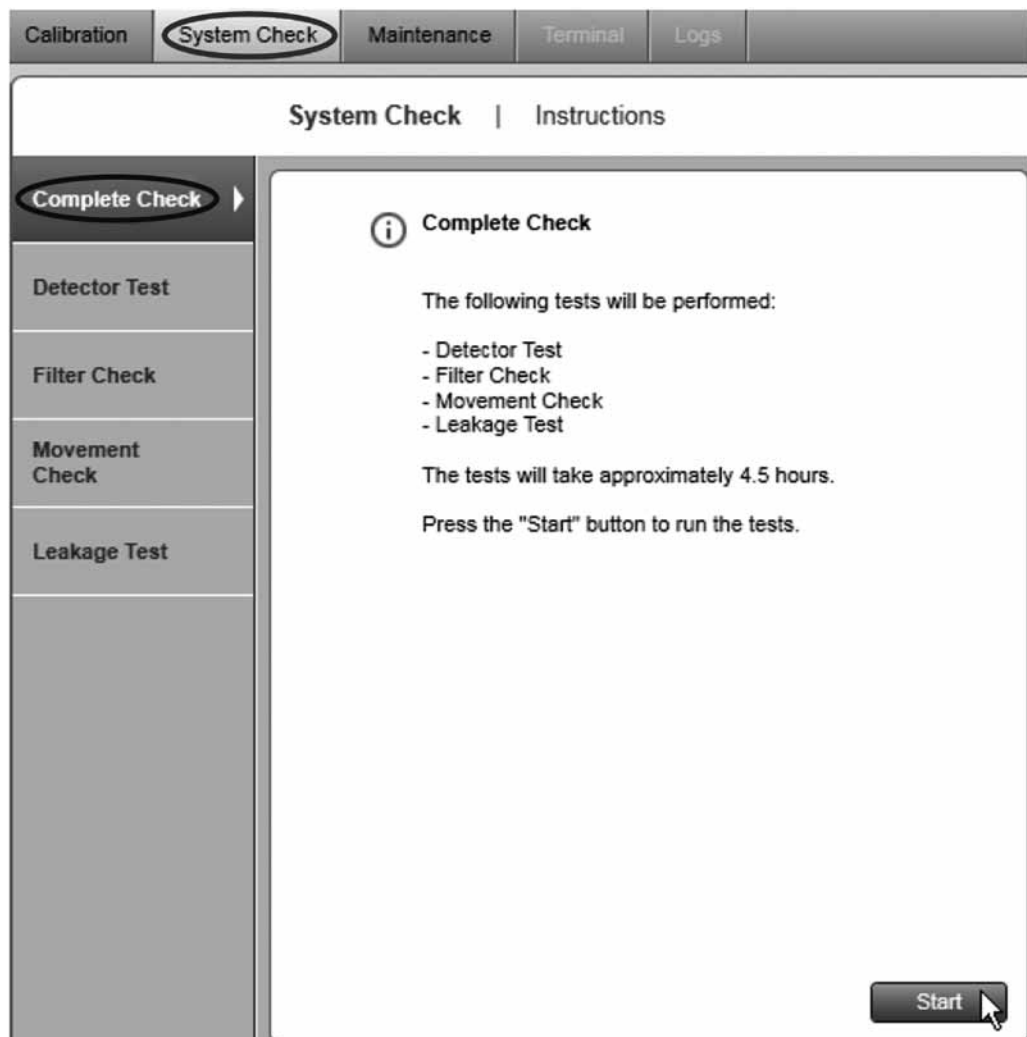 Calibration System Check Maintenance Terminal Logs
System Check | Instructions
Complete Check
Detector Test
Filter Check
Movement
Check
Leakage Test
Complete Check
The following tests will be performed:
- Detector Test
- Filter Check
- Movement Check
- Leakage Test
The tests will take approximately 4.5 hours.
Press the "Start" button to run the tests.
Start